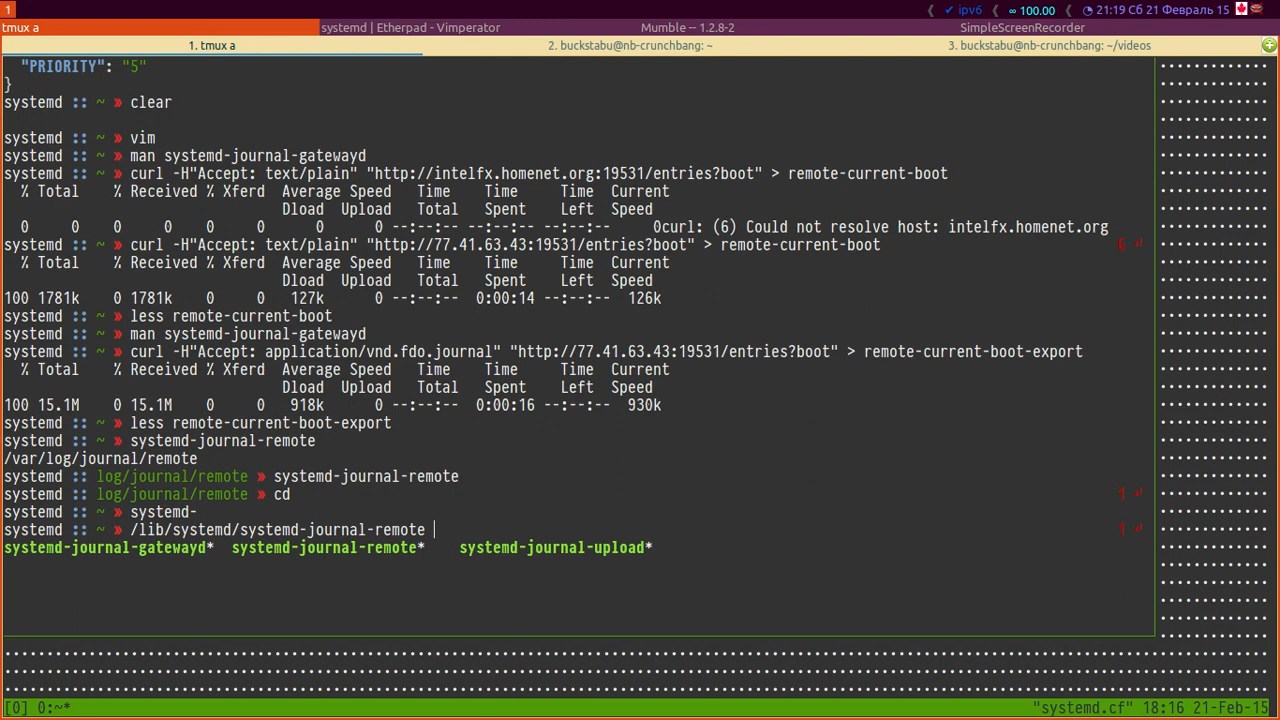 1 ✔ ipv6 ∞ 100.00 21:19 Сб 21 Февраль 15
tmux a systemd | Etherpad - Vimperator Mumble -- 1.2.8-2 SimpleScreenRecorder
1. tmux a 2. buckstabu@nb-crunchbang: ~ 3. buckstabu@nb-crunchbang: ~/videos
"PRIORITY": "5"
}
systemd :: ~ » clear
systemd :: ~ » vim
systemd :: ~ » man systemd-journal-gatewayd
systemd :: ~ » curl -H"Accept: text/plain" "http://intelfx.homenet.org:19531/entries?boot" > remote-current-boot
% Total % Received % Xferd Average Speed Time Time Time Current
Dload Upload Total Spent Left Speed
0 0 0 0 0 0 0 0 --:--:-- --:--:-- --:--:-- 0curl: (6) Could not resolve host: intelfx.homenet.org
systemd :: ~ » curl -H"Accept: text/plain" "http://77.41.63.43:19531/entries?boot" > remote-current-boot 6 ↲
% Total % Received % Xferd Average Speed Time Time Time Current
Dload Upload Total Spent Left Speed
100 1781k 0 1781k 0 0 127k 0 --:--:-- 0:00:14 --:--:-- 126k
systemd :: ~ » less remote-current-boot
systemd :: ~ » man systemd-journal-gatewayd
systemd :: ~ » curl -H"Accept: application/vnd.fdo.journal" "http://77.41.63.43:19531/entries?boot" > remote-current-boot-export
% Total % Received % Xferd Average Speed Time Time Time Current
Dload Upload Total Spent Left Speed
100 15.1M 0 15.1M 0 0 918k 0 --:--:-- 0:00:16 --:--:-- 930k
systemd :: ~ » less remote-current-boot-export
systemd :: ~ » systemd-journal-remote
/var/log/journal/remote
systemd :: log/journal/remote » systemd-journal-remote
systemd :: log/journal/remote » cd 1 ↲
systemd :: ~ » systemd-
systemd :: ~ » /lib/systemd/systemd-journal-remote 1 ↲
systemd-journal-gatewayd* systemd-journal-remote* systemd-journal-upload*
[0] 0:~* "systemd.cf" 18:16 21-Feb-15